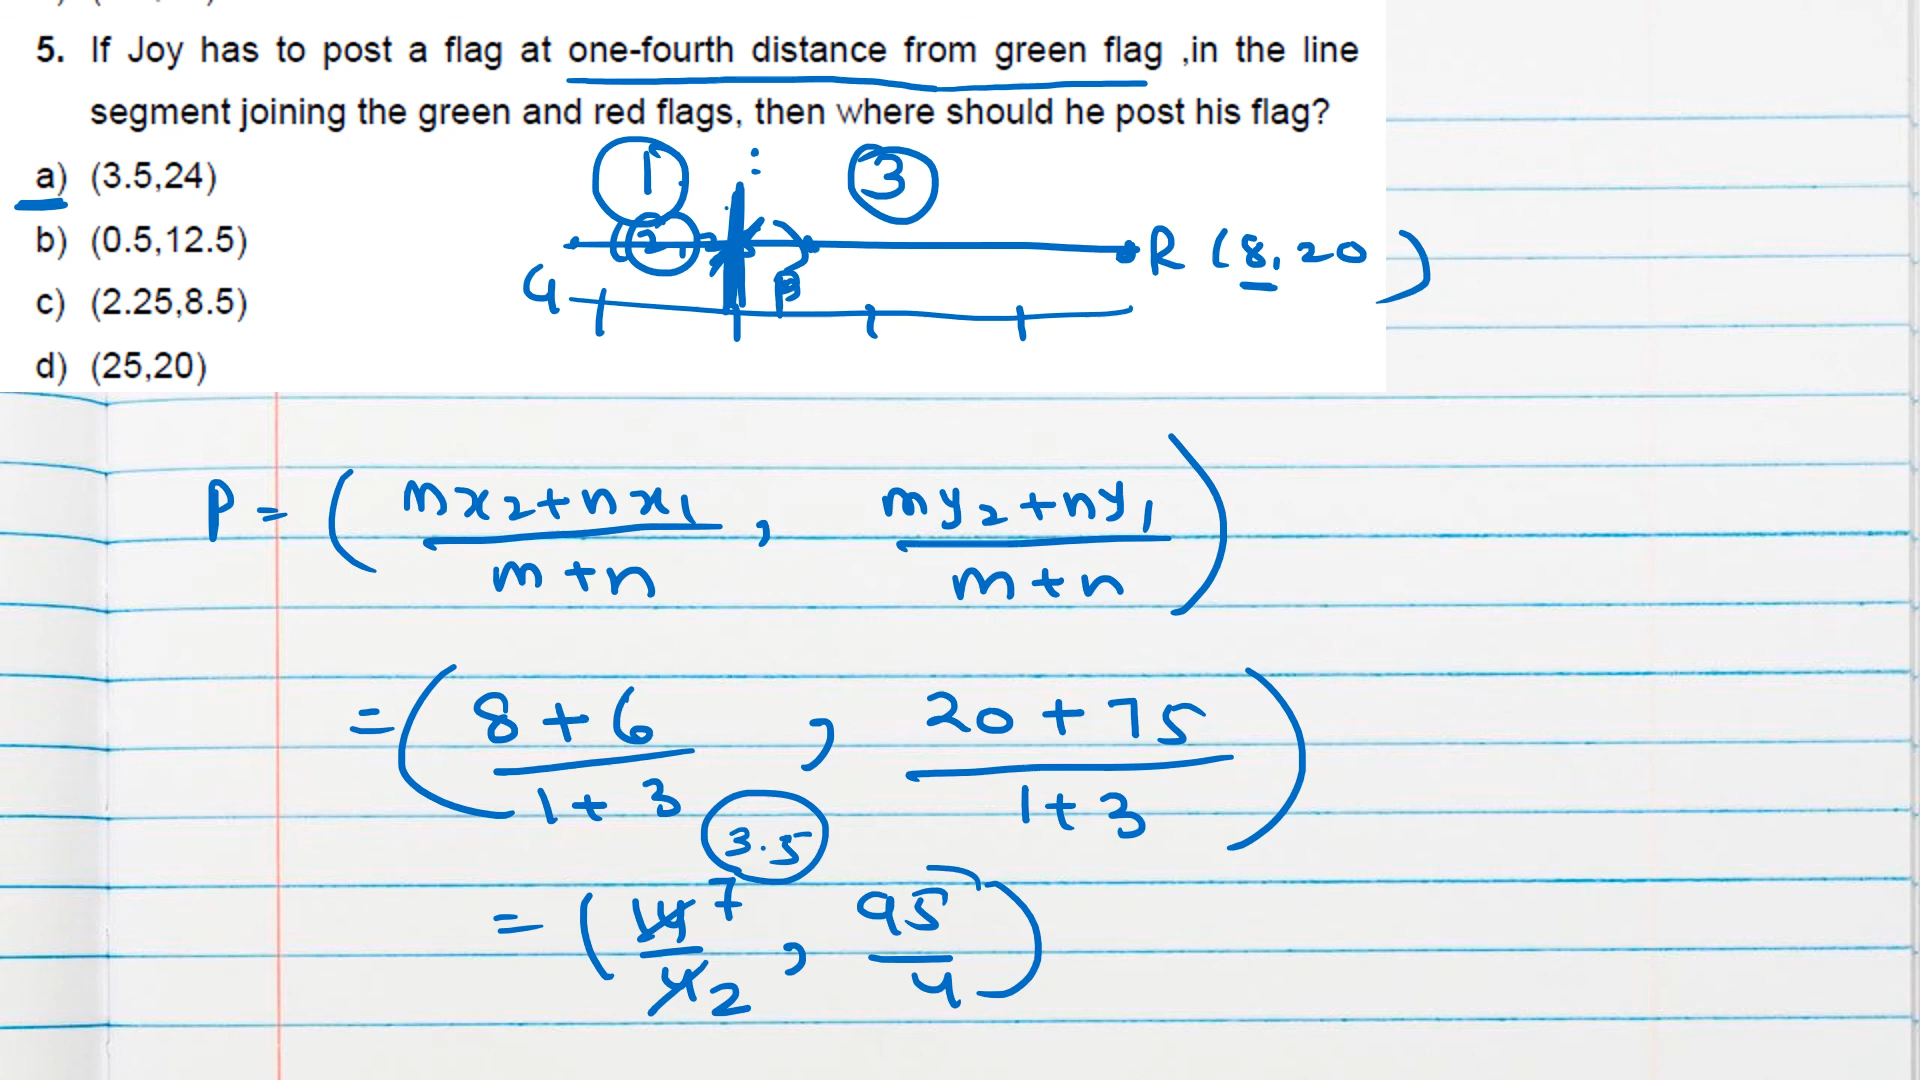 5. If Joy has to post a flag at one-fourth distance from green flag ,in the line
segment joining the green and red flags, then where should he post his flag?
a) (3.5,24)
b) (0.5,12.5)
c) (2.25,8.5)
d) (25,20)
1 : 3
G R (8, 20)
P = (mx2+nx1 / m+n , my2+ny1 / m+n)
= (8+6 / 1+3 , 20+75 / 1+3)
3.5
= (14 7 / 4 2 , 95 / 4)